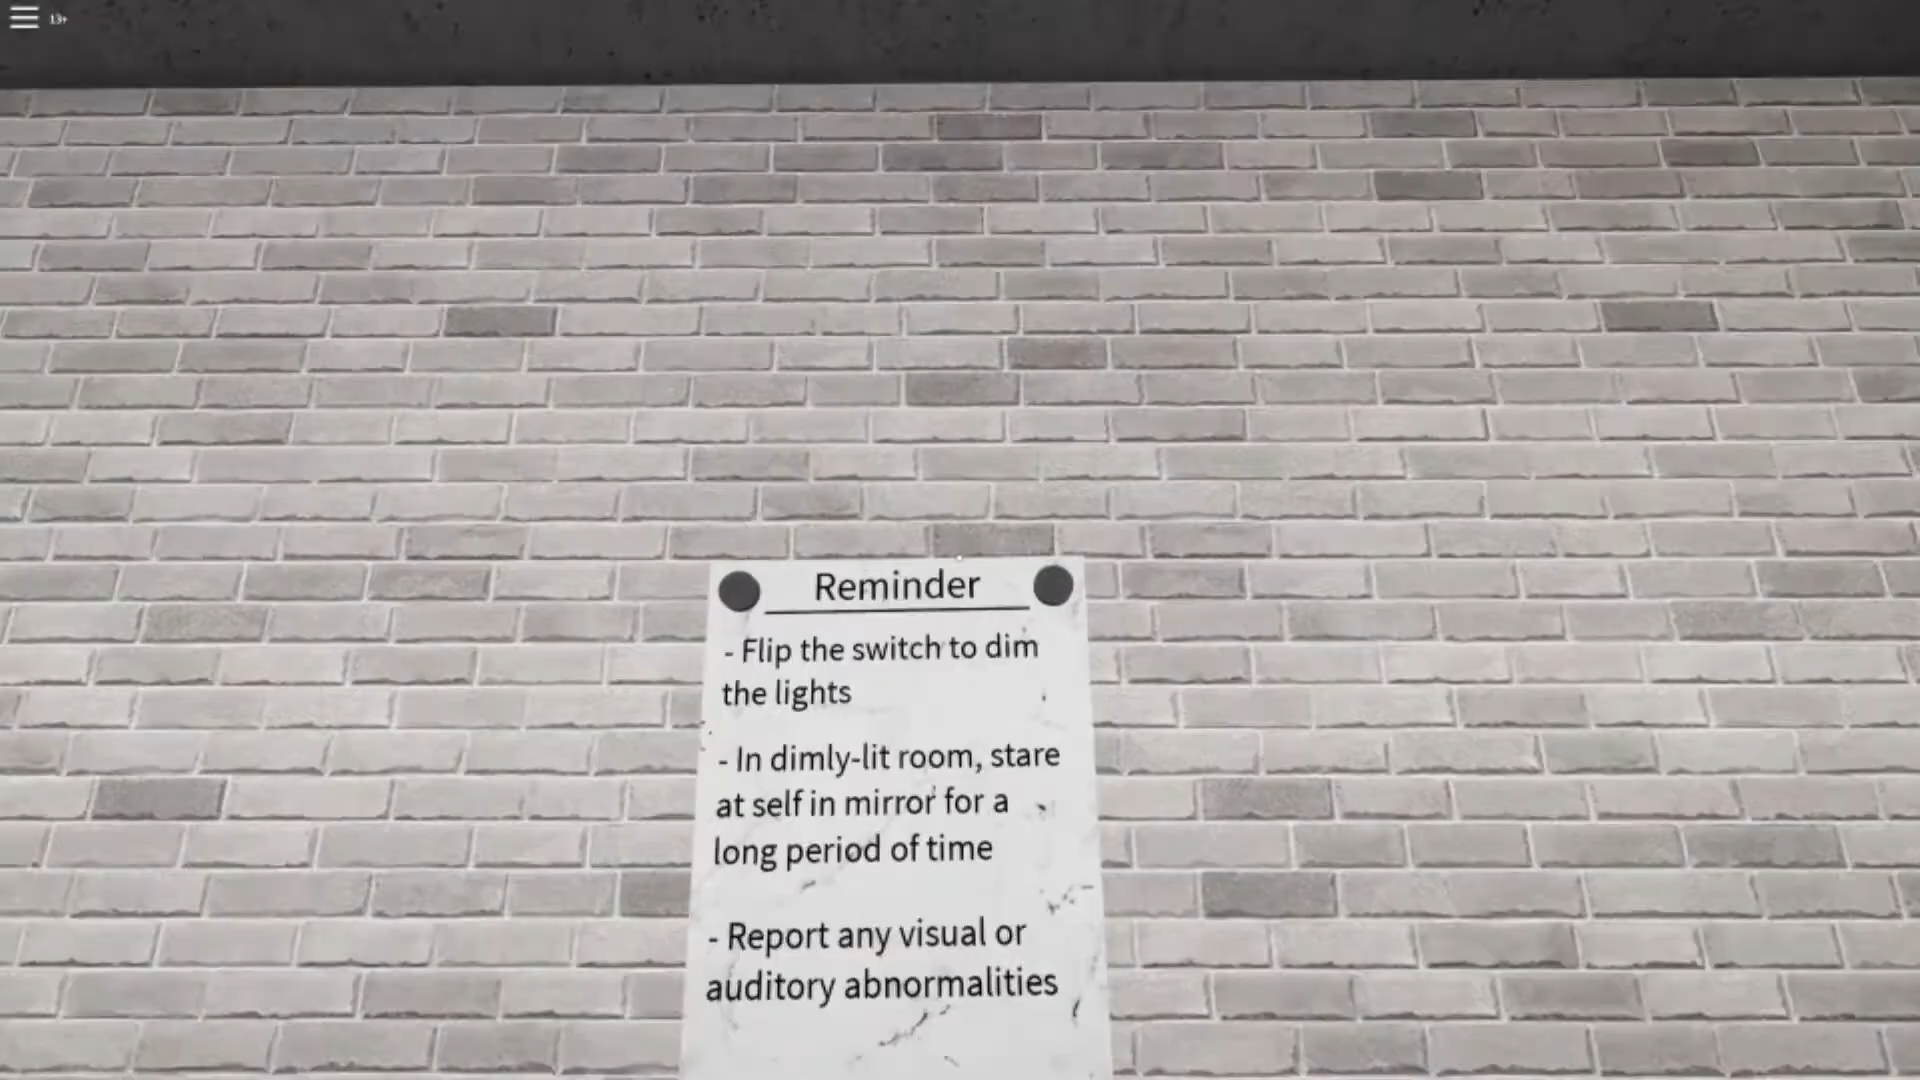 13+
Reminder
- Flip the switch to dim
the lights
- In dimly-lit room, stare
at self in mirror for a
long period of time
- Report any visual or
auditory abnormalities